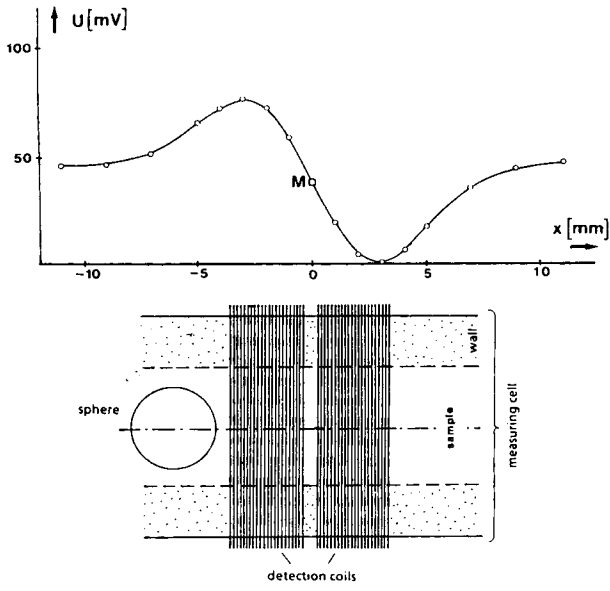 U [mV]
100
50
M
x [mm]
-10
-5
0
5
10
sphere
wall
sample
measuring cell
detection coils